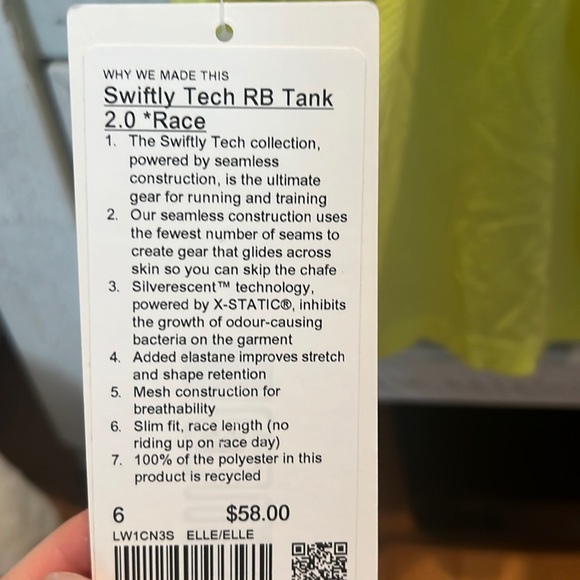 WHY WE MADE THIS
Swiftly Tech RB Tank
2.0 *Race
1. The Swiftly Tech collection,
powered by seamless
construction, is the ultimate
gear for running and training
2. Our seamless construction uses
the fewest number of seams to
create gear that glides across
skin so you can skip the chafe
3. Silverescent™ technology,
powered by X-STATIC®, inhibits
the growth of odour-causing
bacteria on the garment
4. Added elastane improves stretch
and shape retention
5. Mesh construction for
breathability
6. Slim fit, race length (no
riding up on race day)
7. 100% of the polyester in this
product is recycled
6 $58.00
LW1CN3S ELLE/ELLE